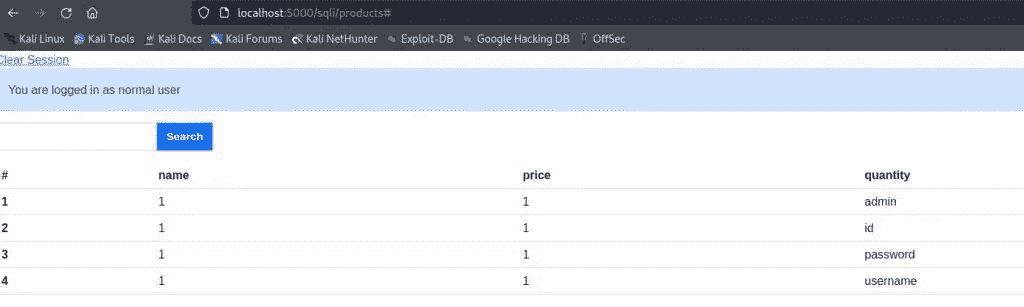 localhost:5000/sqli/products#
Kali Linux Kali Tools Kali Docs Kali Forums Kali NetHunter Exploit-DB Google Hacking DB OffSec
Clear Session
You are logged in as normal user
Search
# name price quantity
1 1 1 admin
2 1 1 id
3 1 1 password
4 1 1 username